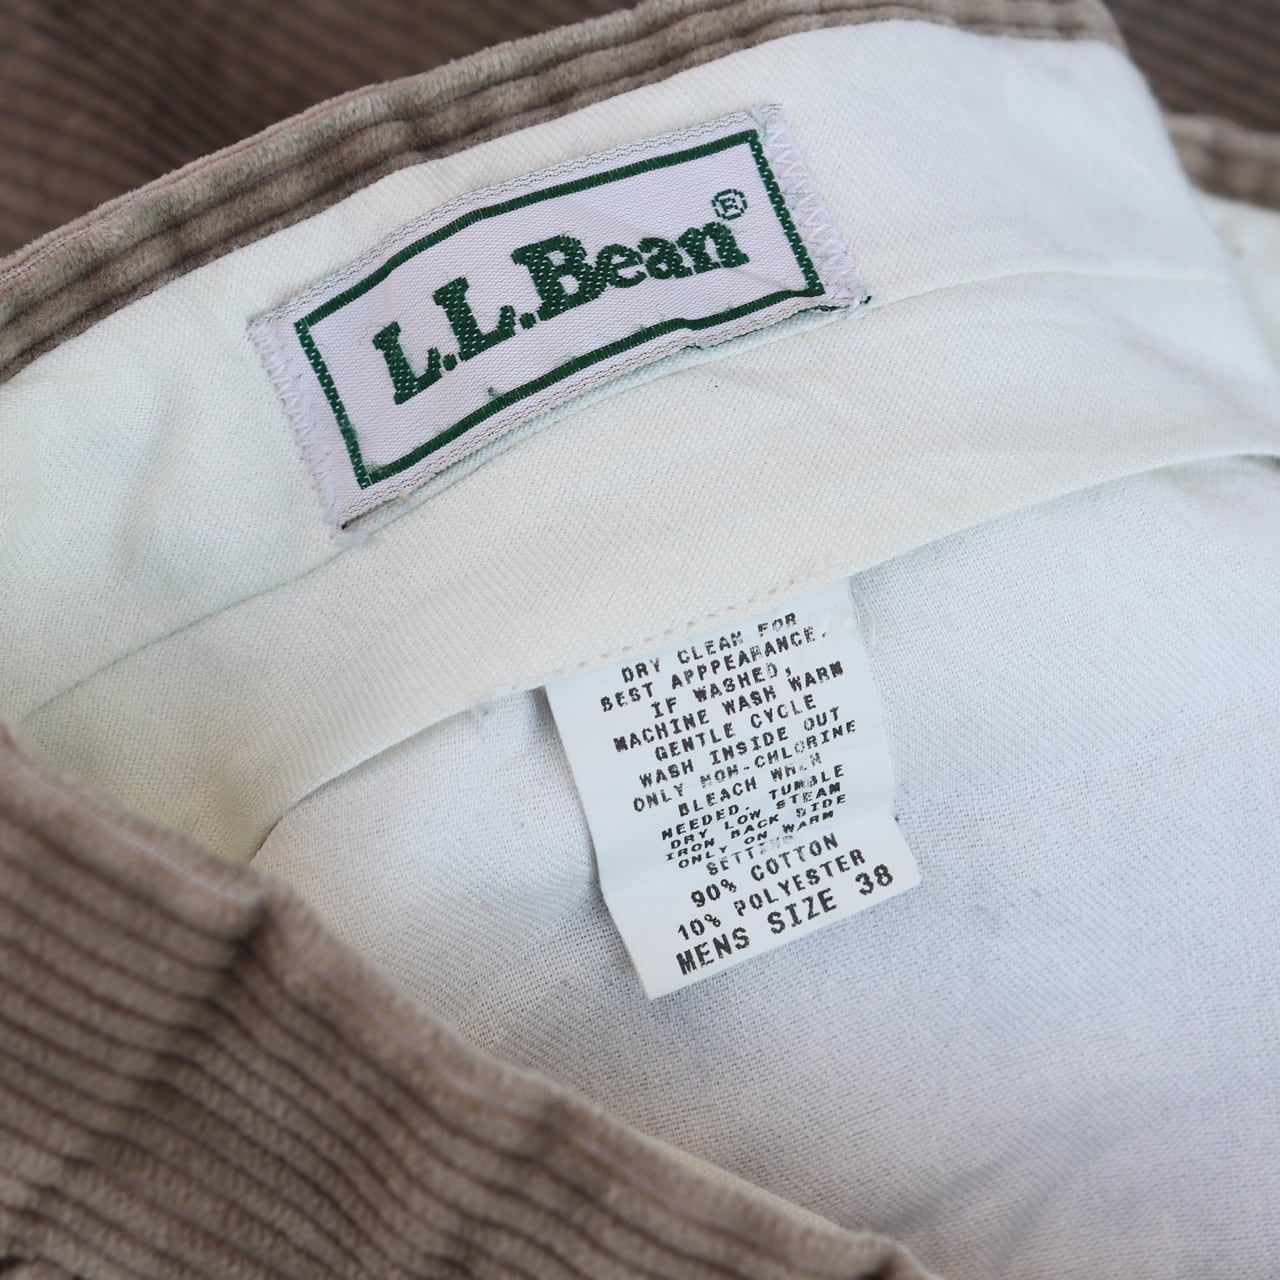 L.L.Bean®
DRY CLEAN FOR
BEST APPPEARANCE.
IF WASHED,
MACHINE WASH WARM
GENTLE CYCLE
WASH INSIDE OUT
ONLY NON-CHLORINE
BLEACH WHEN
NEEDED. TUMBLE
DRY LOW STEAM
IRON BACK SIDE
ONLY ON WARM
SETTING
90% COTTON
10% POLYESTER
MENS SIZE 38